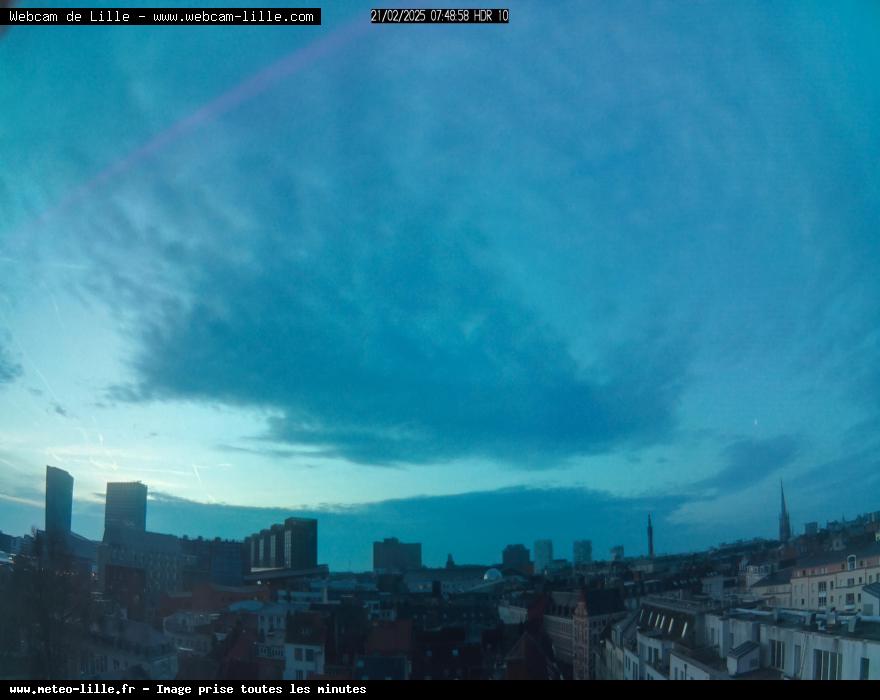 Webcam de Lille - www.webcam-lille.com
21/02/2025 07:49:58 HDR 10
www.meteo-lille.fr - Image prise toutes les minutes